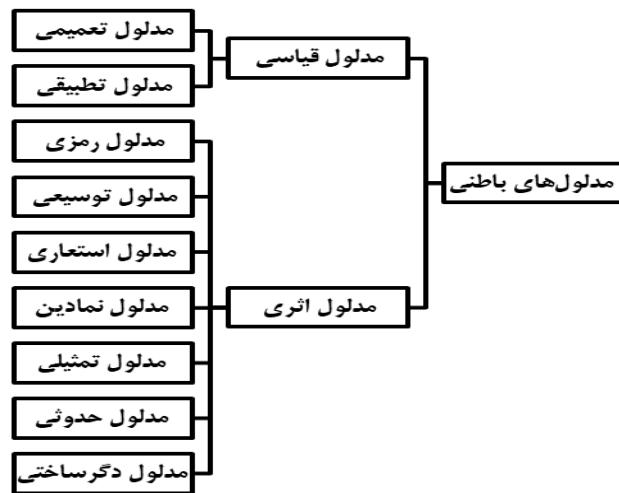 مدلول‌های باطنی
مدلول قیاسی
مدلول تعمیمی
مدلول تطبیقی
مدلول اثری
مدلول رمزی
مدلول توسیعی
مدلول استعاری
مدلول نمادین
مدلول تمثیلی
مدلول حدوثی
مدلول دگرساختی